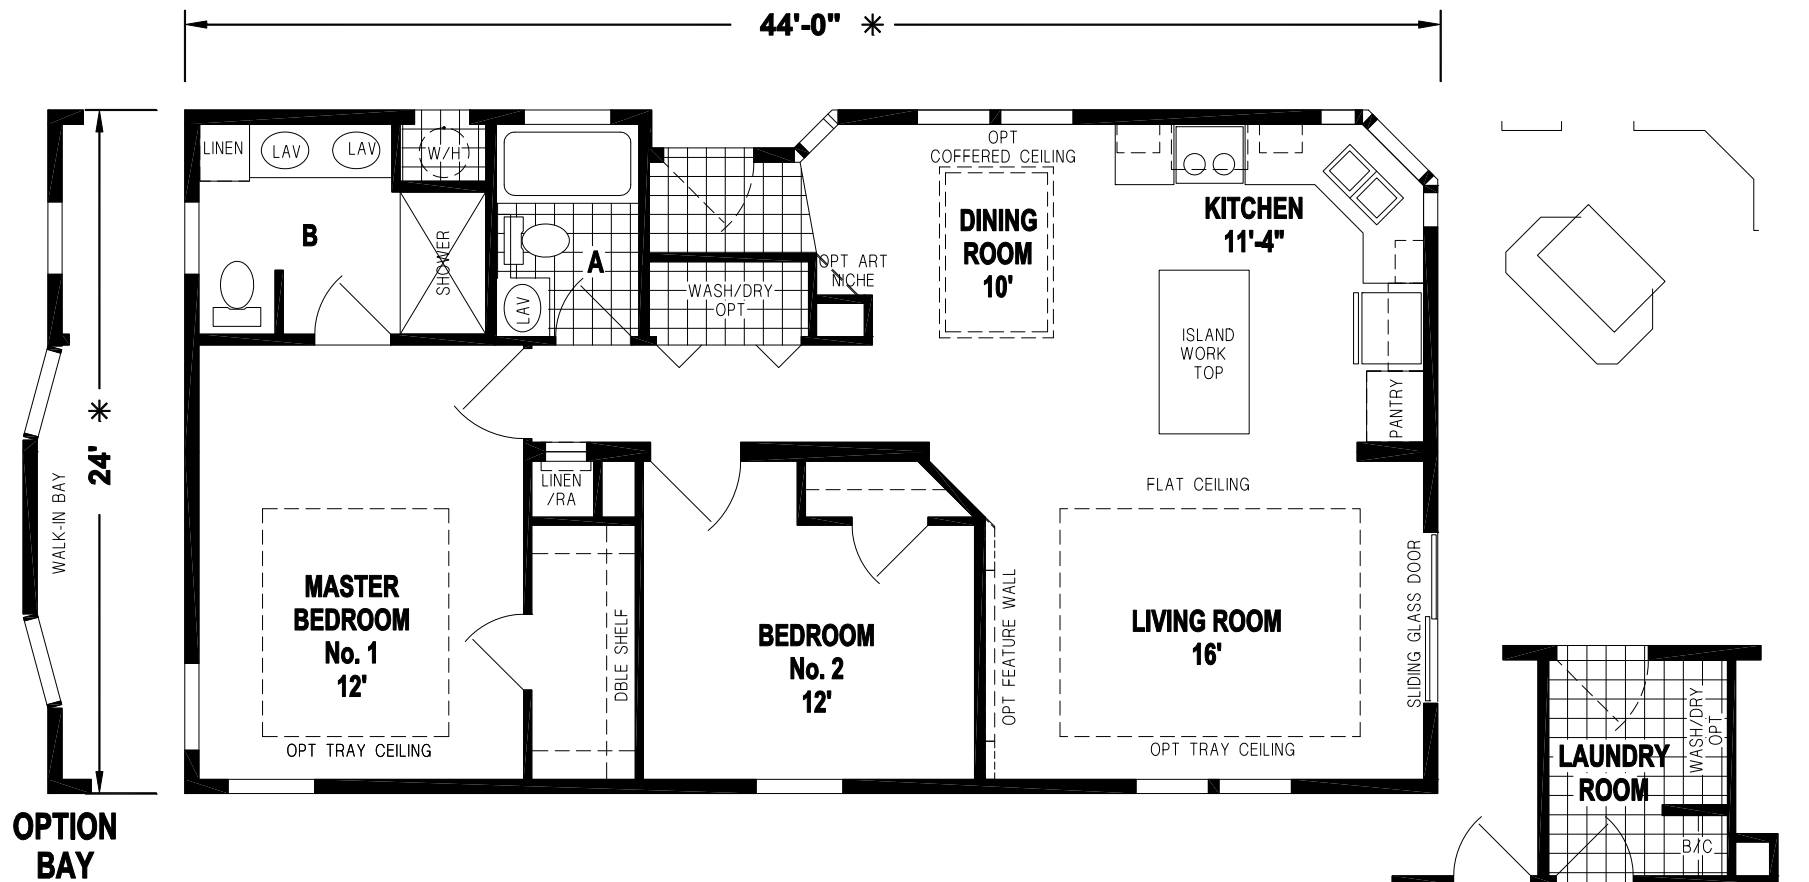 44'-0" ✳
24' ✳
WALK-IN BAY
OPTION
BAY
LINEN
LAV
LAV
W/H
B
SHOWER
A
LAV
WASH/DRY
OPT
OPT ART
NICHE
OPT
COFFERED CEILING
DINING
ROOM
10'
KITCHEN
11'-4"
ISLAND
WORK
TOP
PANTRY
LINEN
/RA
FLAT CEILING
MASTER
BEDROOM
No. 1
12'
OPT TRAY CEILING
DBLE SHELF
BEDROOM
No. 2
12'
OPT FEATURE WALL
LIVING ROOM
16'
OPT TRAY CEILING
SLIDING GLASS DOOR
WASH/DRY
OPT
LAUNDRY
ROOM
B/C